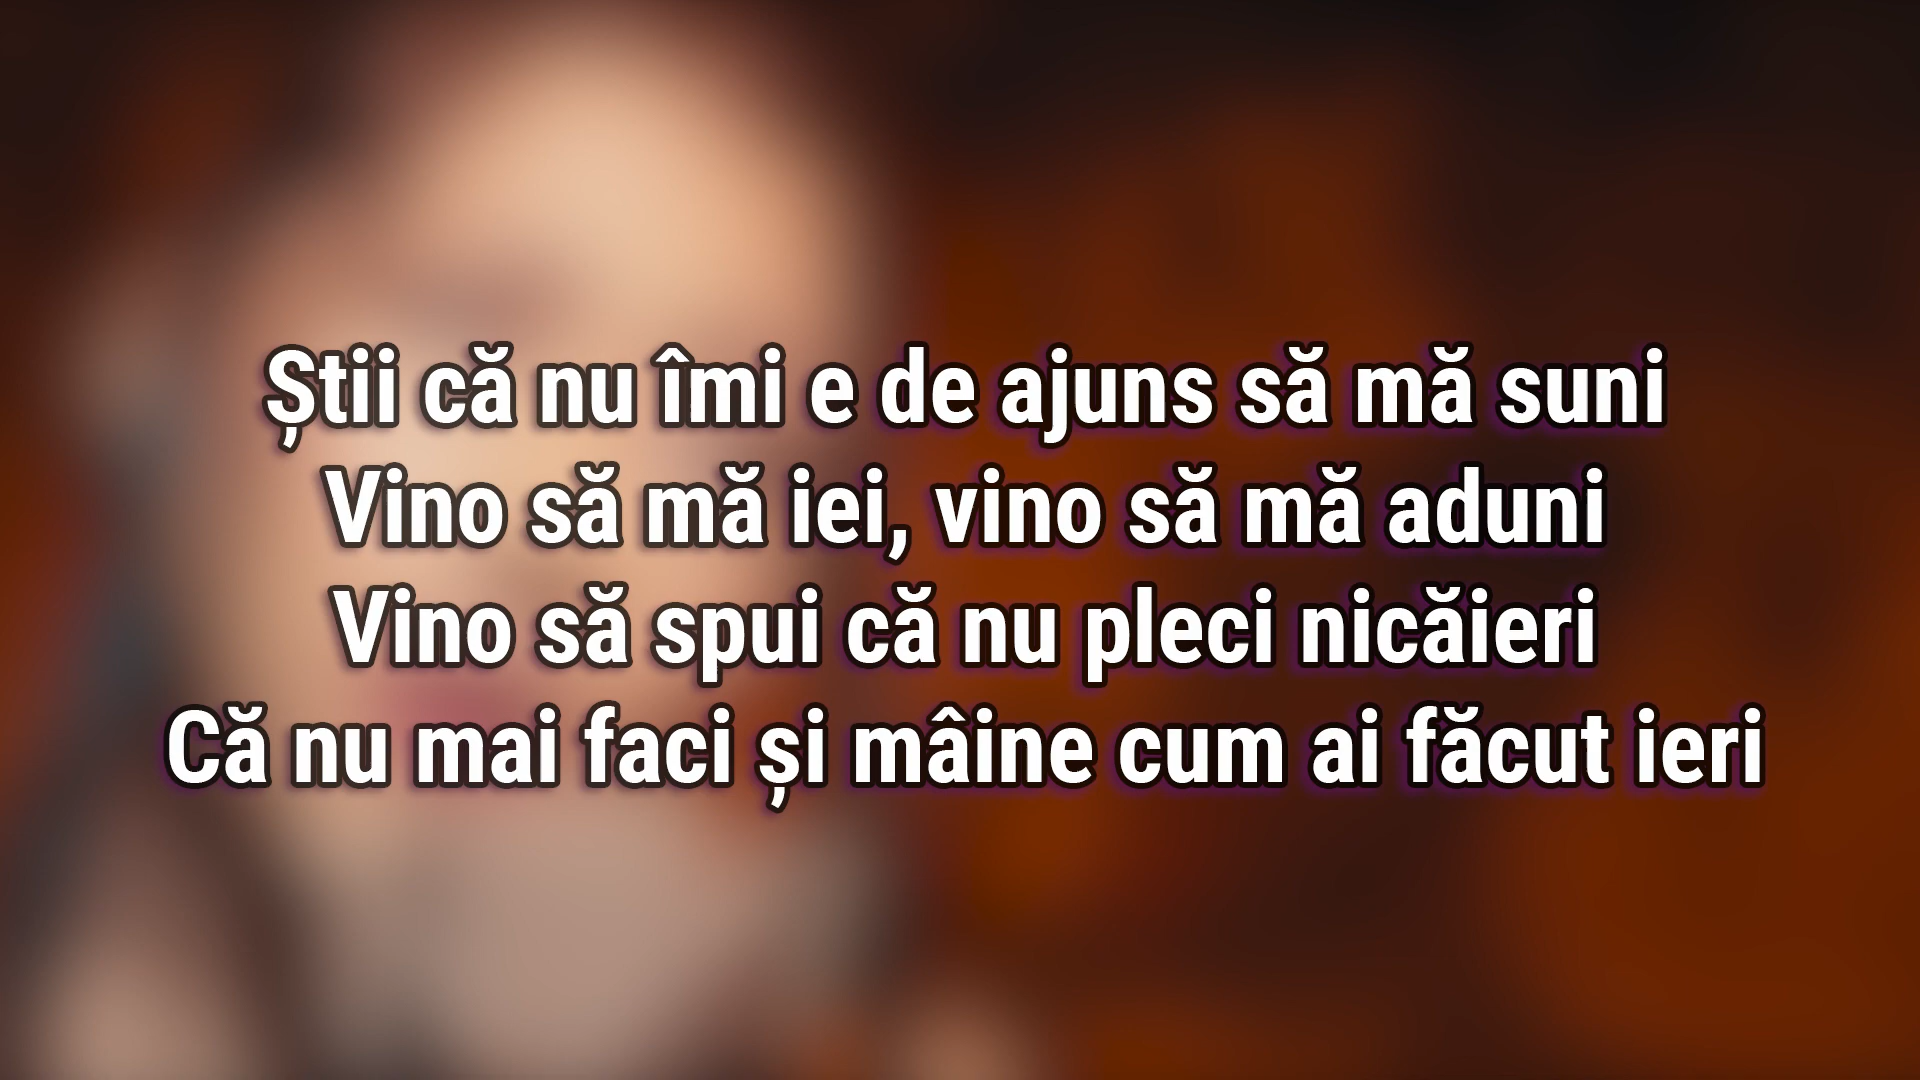 Știi că nu îmi e de ajuns să mă suni
Vino să mă iei, vino să mă aduni
Vino să spui că nu pleci nicăieri
Că nu mai faci și mâine cum ai făcut ieri